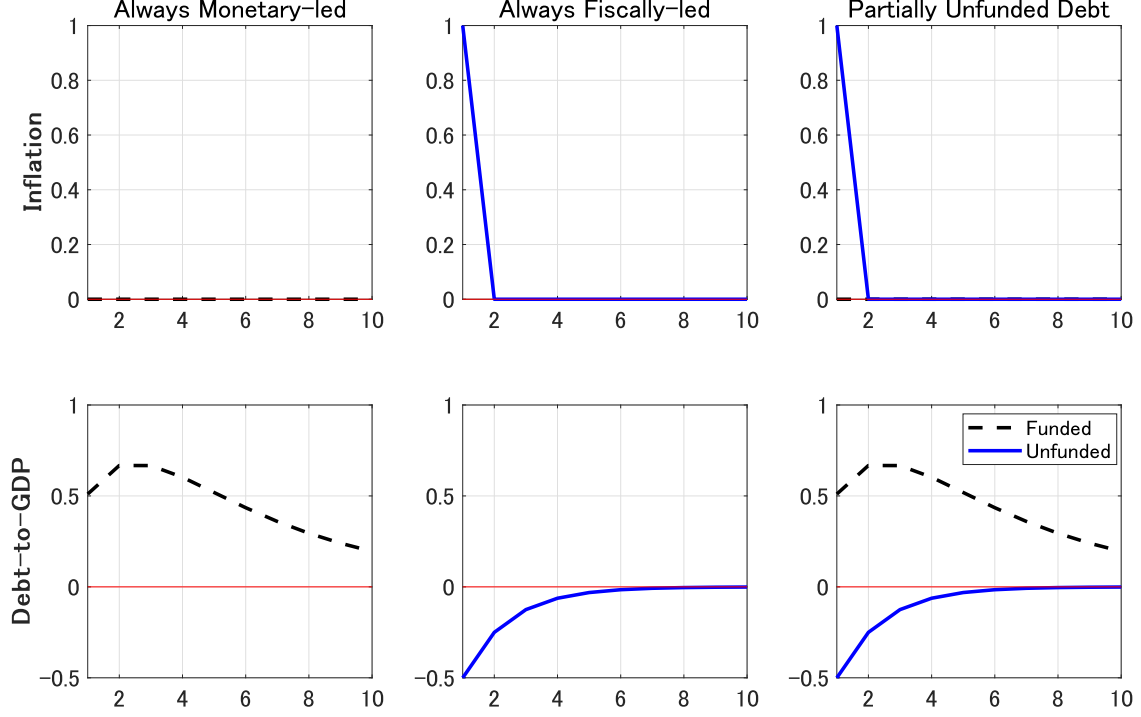 Always Monetary-led
Always Fiscally-led
Partially Unfunded Debt
Inflation
1
0.8
0.6
0.4
0.2
0
2 4 6 8 10
1
0.8
0.6
0.4
0.2
0
2 4 6 8 10
1
0.8
0.6
0.4
0.2
0
2 4 6 8 10
Debt-to-GDP
1
0.5
0
-0.5
2 4 6 8 10
1
0.5
0
-0.5
2 4 6 8 10
1
0.5
0
-0.5
2 4 6 8 10
Funded
Unfunded